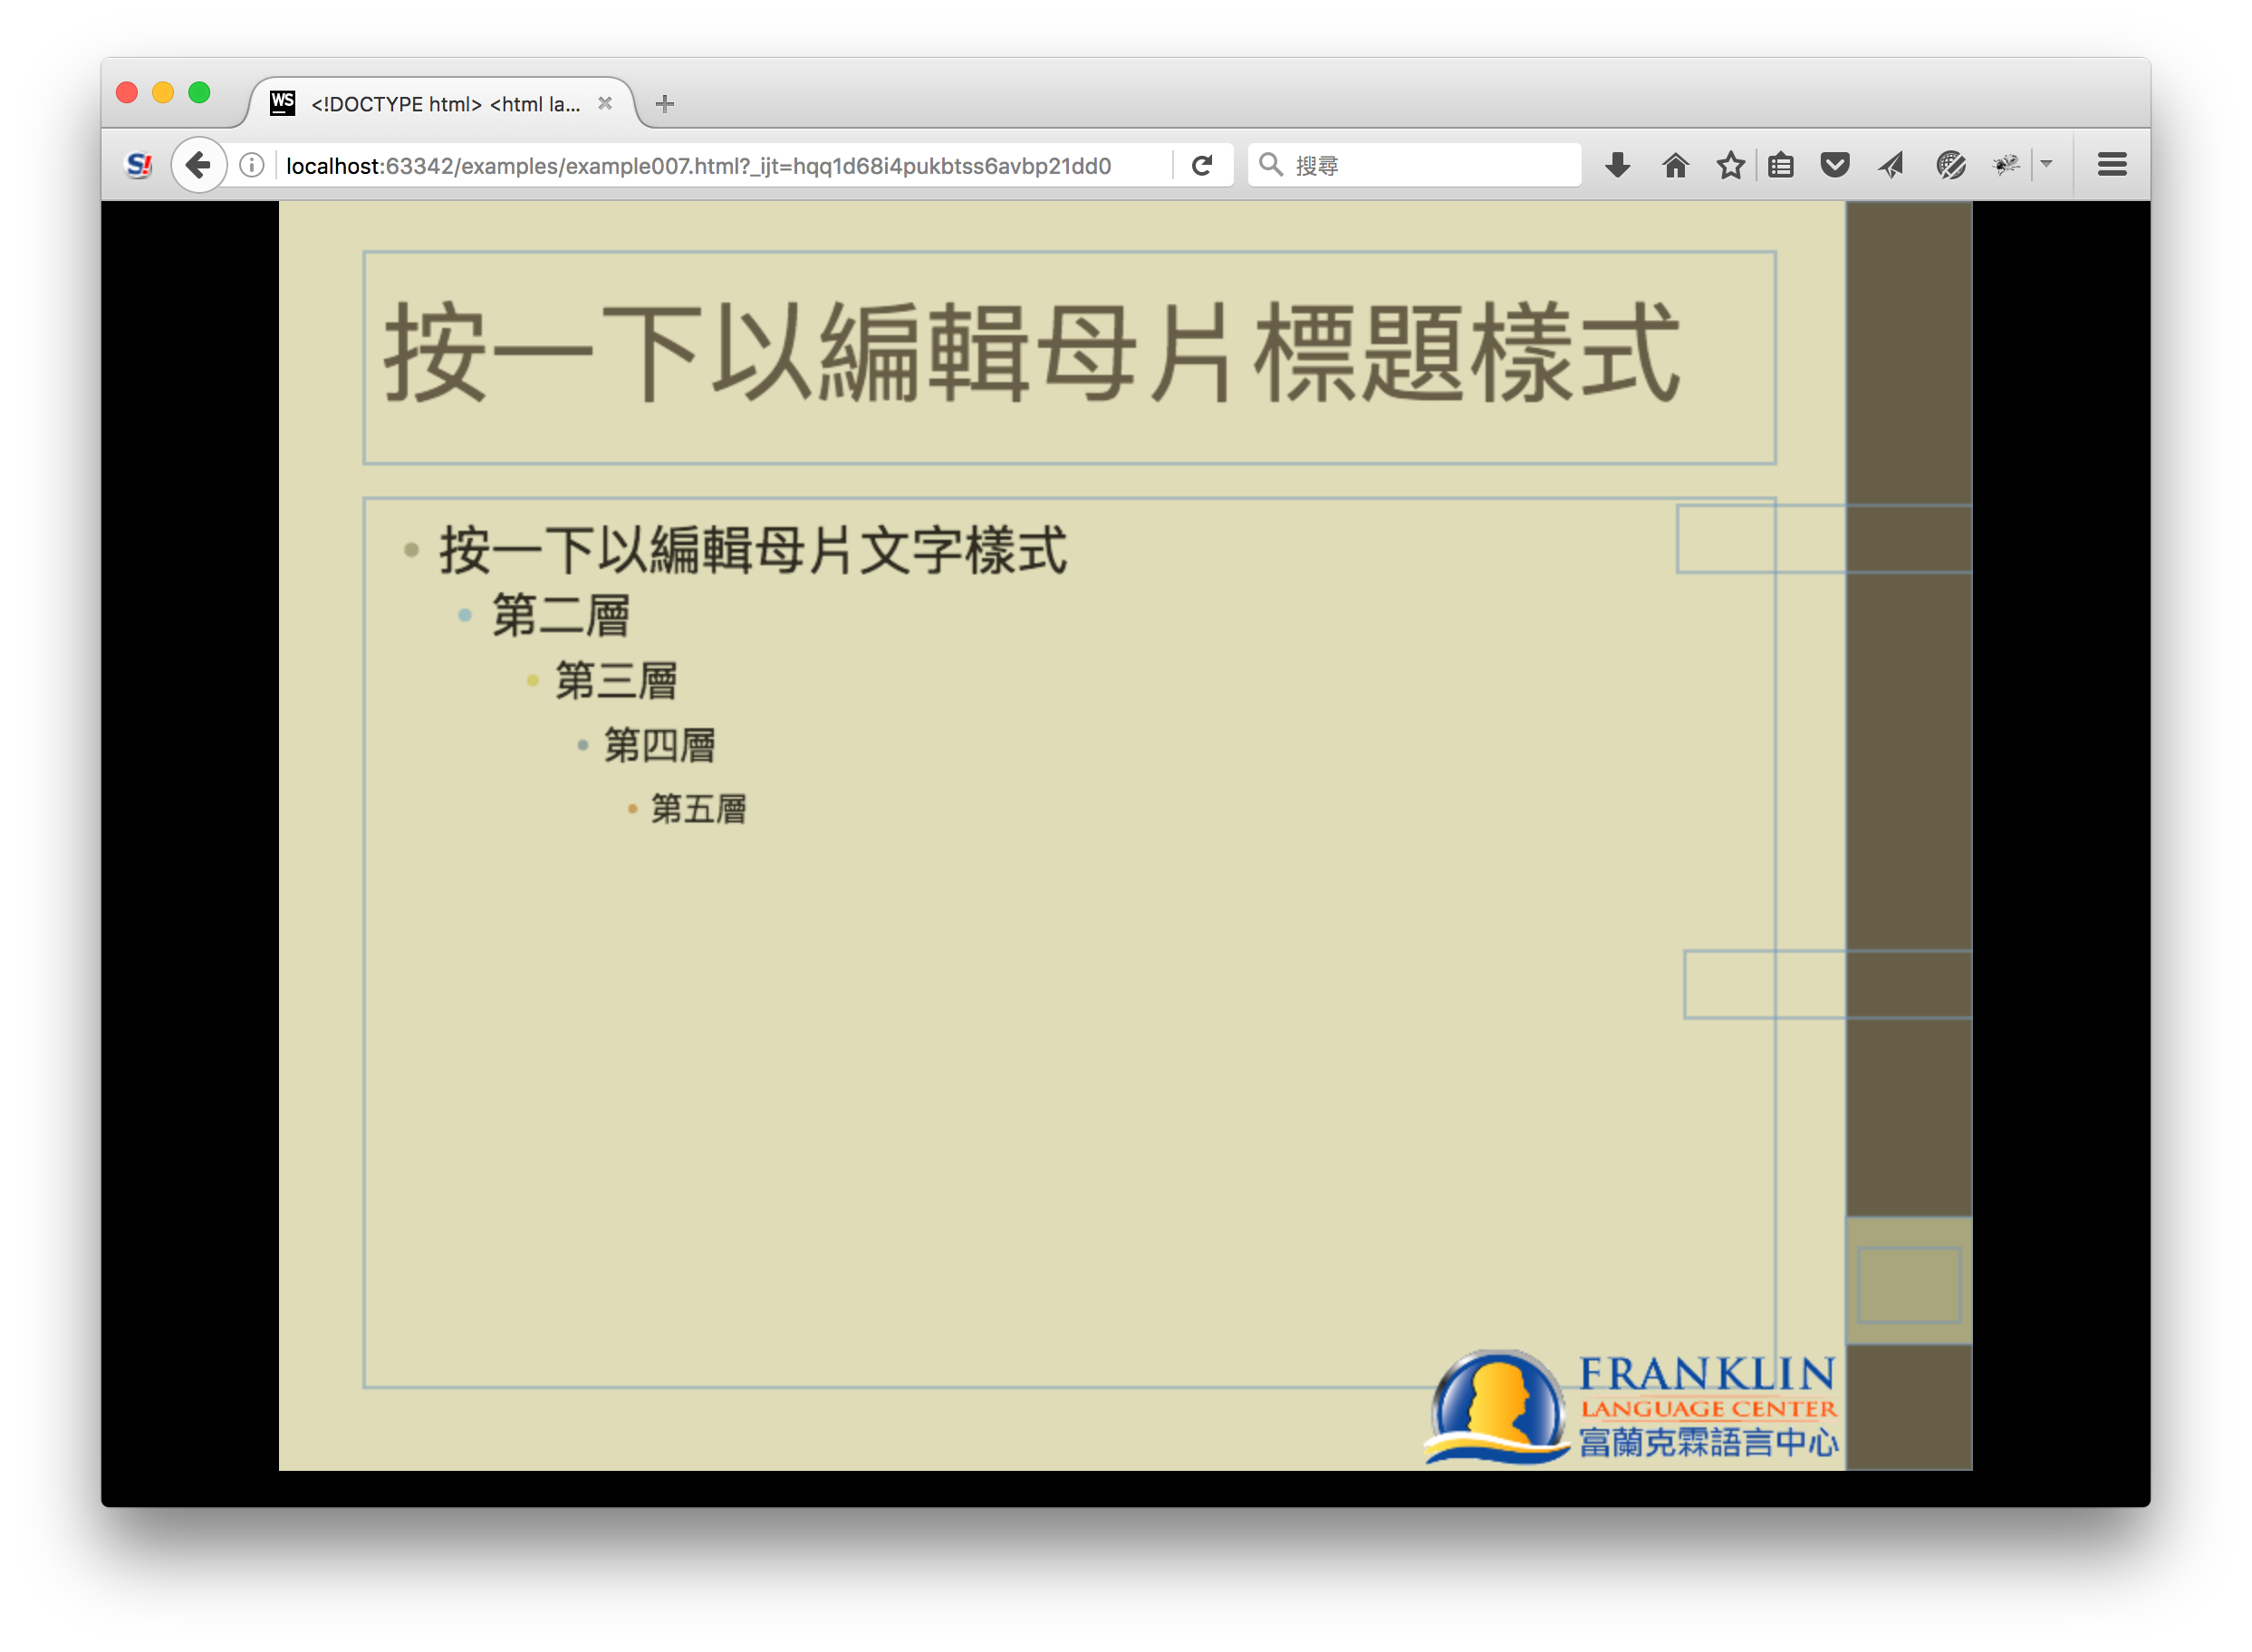 WS
<!DOCTYPE html> <html la...
S!
localhost:63342/examples/example007.html?_ijt=hqq1d68i4pukbtss6avbp21dd0
搜尋
按一下以編輯母片標題樣式
按一下以編輯母片文字樣式
第二層
第三層
第四層
第五層
FRANKLIN
LANGUAGE CENTER
富蘭克霖語言中心